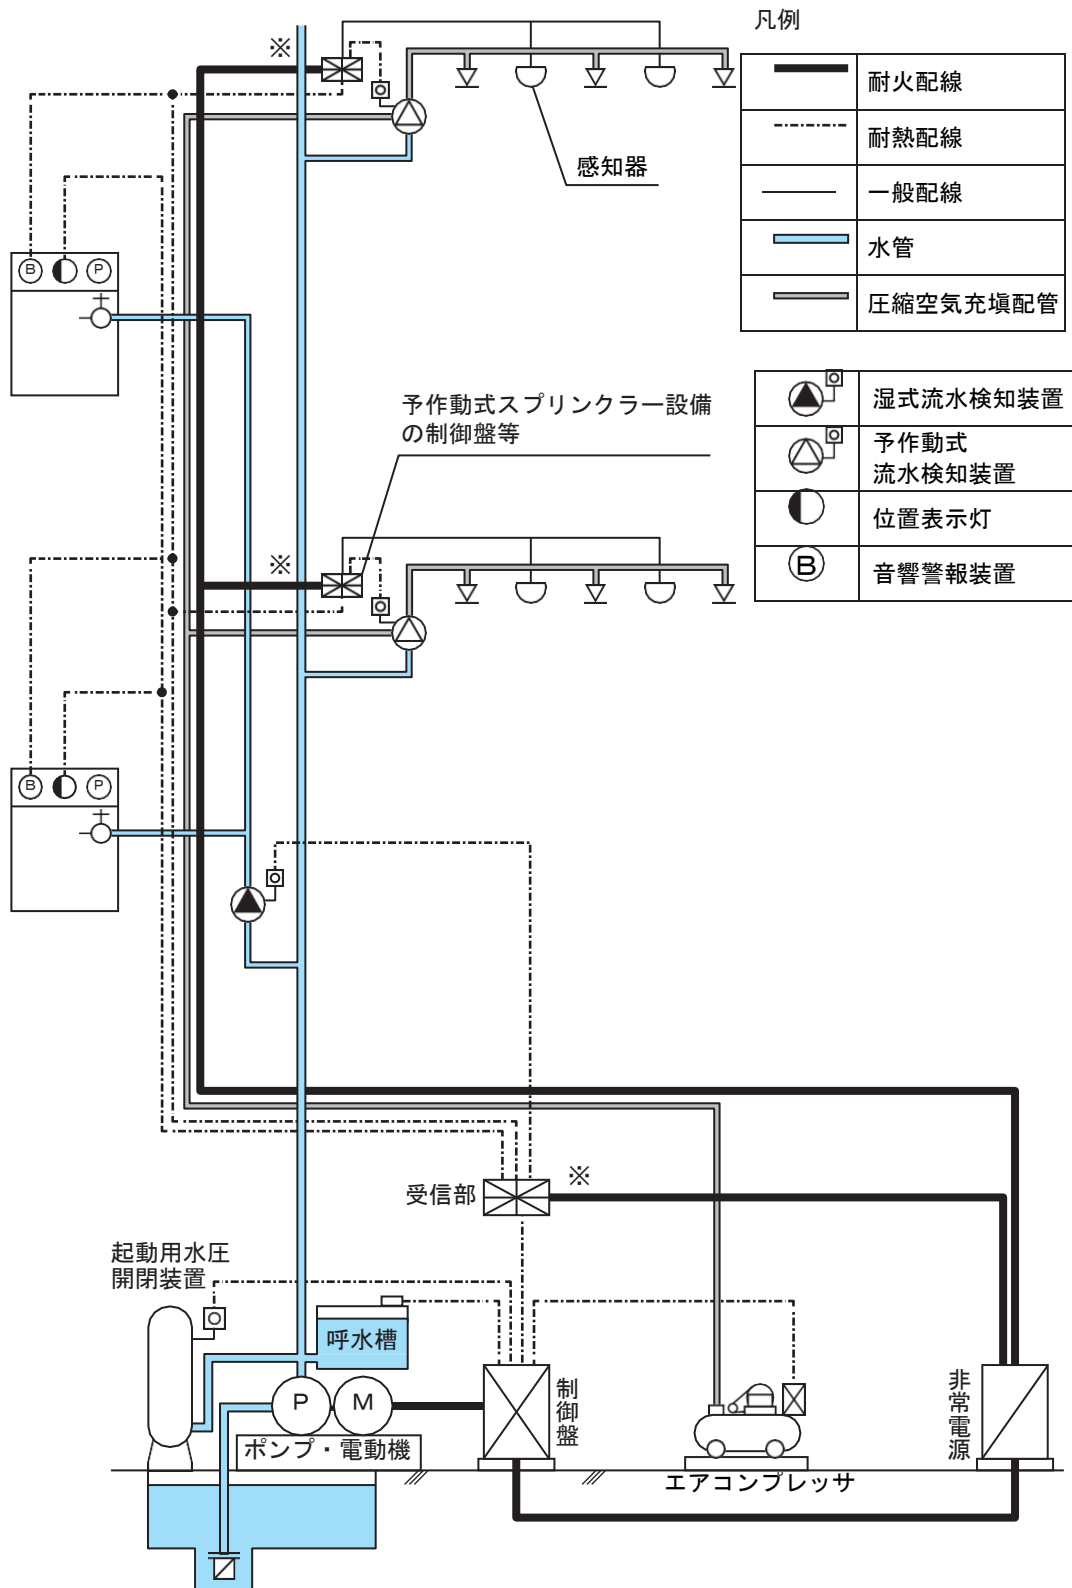 凡例
※
耐火配線
耐熱配線
感知器
一般配線
水管
圧縮空気充填配管
B
P
予作動式スプリンクラー設備
の制御盤等
湿式流水検知装置
予作動式
流水検知装置
位置表示灯
B
音響警報装置
※
B
P
受信部
※
起動用水圧
開閉装置
呼水槽
P
M
制御盤
非常電源
ポンプ・電動機
エアコンプレッサ